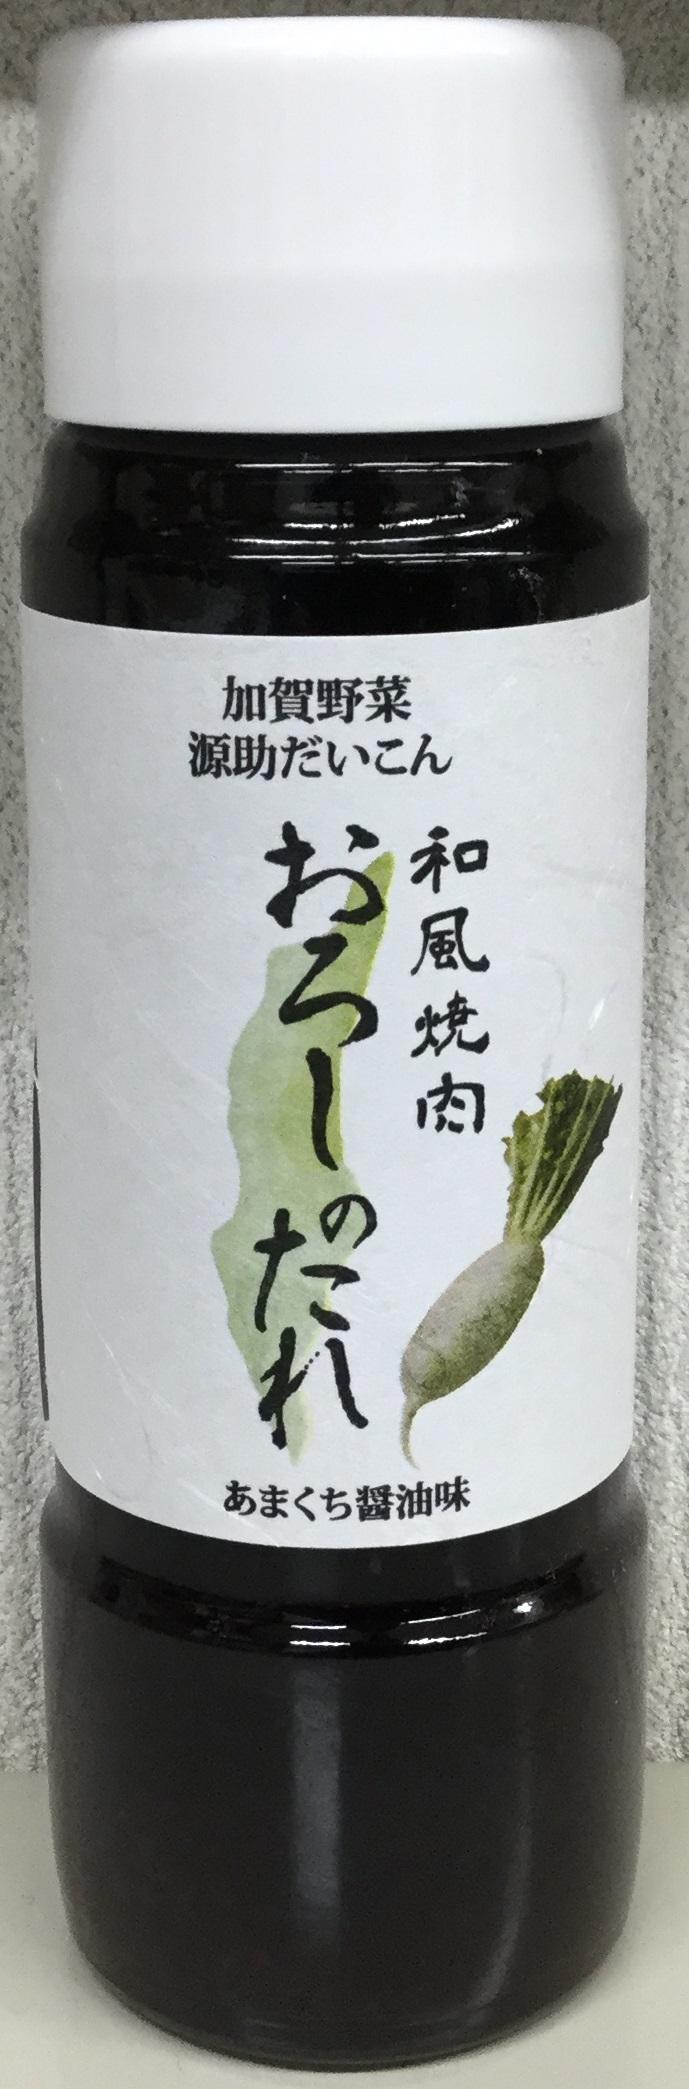 加賀野菜
源助だいこん
和風焼肉
おろしのたれ
あまくち醤油味